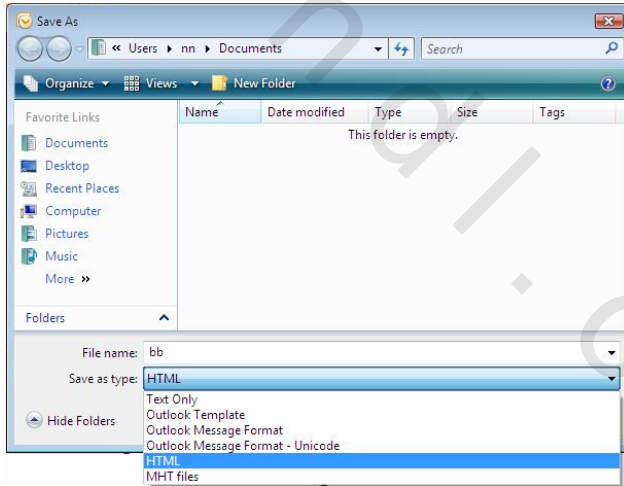 Save As
« Users ▸ nn ▸ Documents
Search
Organize Views New Folder
Favorite Links
Name Date modified Type Size Tags
This folder is empty.
Documents
Desktop
Recent Places
Computer
Pictures
Music
More »
Folders
File name: bb
Save as type: HTML
Hide Folders
Text Only
Outlook Template
Outlook Message Format
Outlook Message Format - Unicode
HTML
MHT files